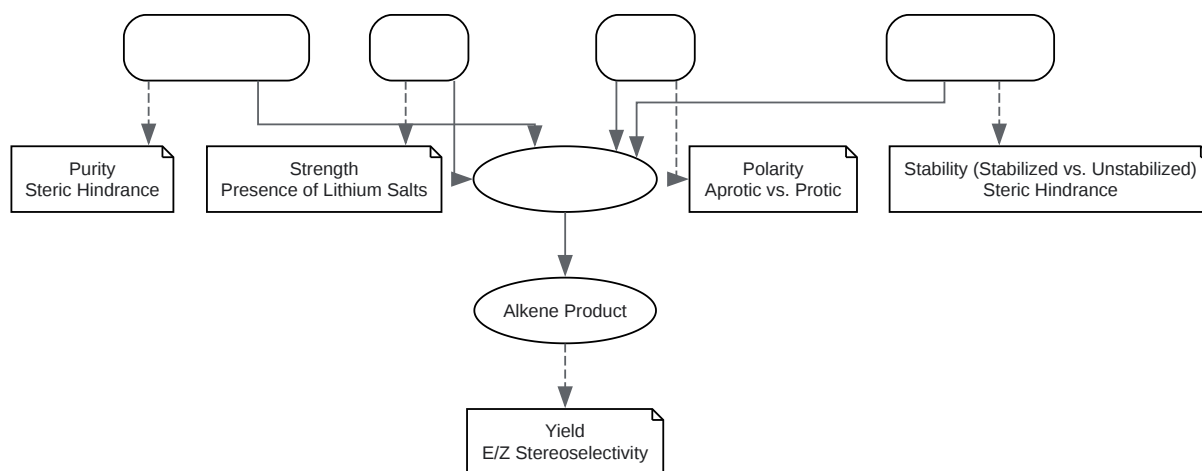 Purity
Steric Hindrance
Strength
Presence of Lithium Salts
Polarity
Aprotic vs. Protic
Stability (Stabilized vs. Unstabilized)
Steric Hindrance
Alkene Product
Yield
E/Z Stereoselectivity